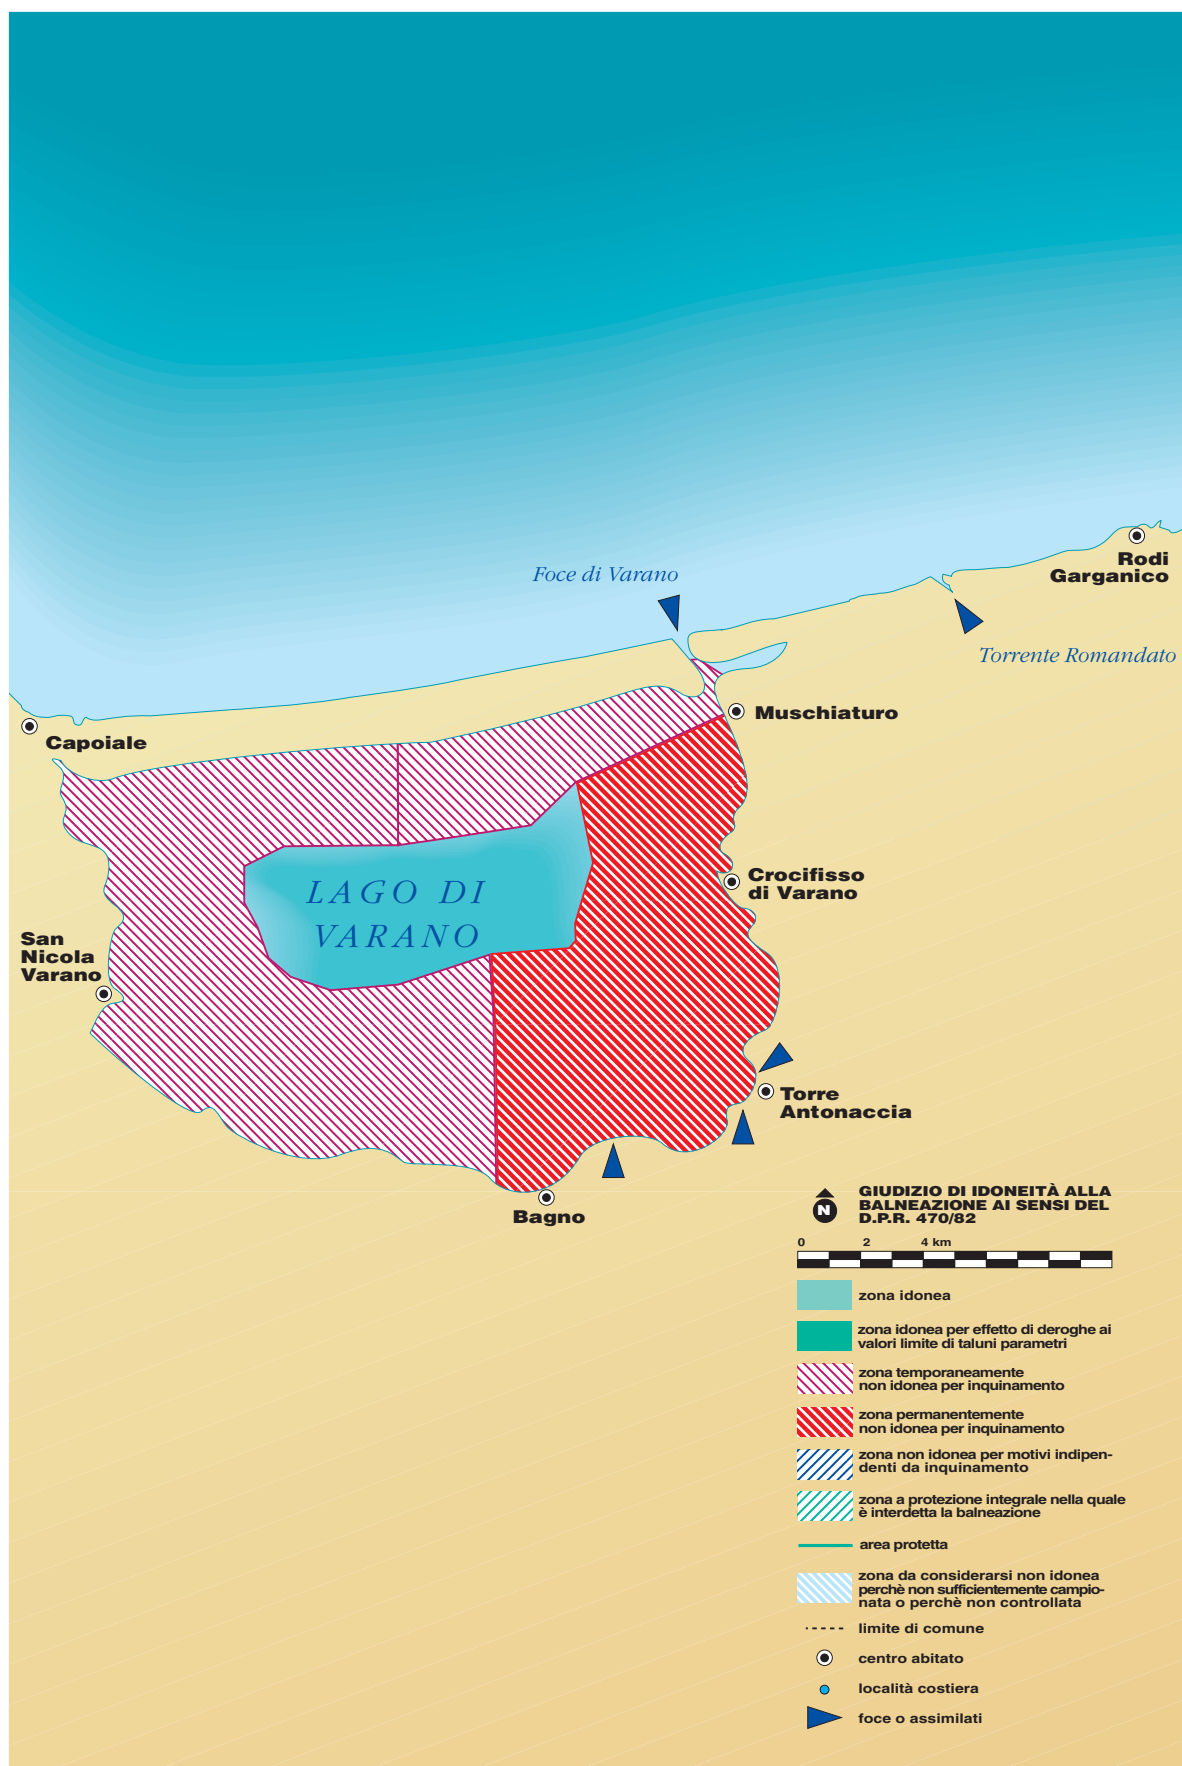 Foce di Varano
Rodi
Garganico
Torrente Romandato
Muschiaturo
Capoiale
Crocifisso
di Varano
LAGO DI
VARANO
San
Nicola
Varano
Torre
Antonaccia
Bagno
N
GIUDIZIO DI IDONEITÀ ALLA
BALNEAZIONE AI SENSI DEL
D.P.R. 470/82
0 2 4 km
zona idonea
zona idonea per effetto di deroghe ai
valori limite di taluni parametri
zona temporaneamente
non idonea per inquinamento
zona permanentemente
non idonea per inquinamento
zona non idonea per motivi indipen-
denti da inquinamento
zona a protezione integrale nella quale
è interdetta la balneazione
area protetta
zona da considerarsi non idonea
perchè non sufficientemente campio-
nata o perchè non controllata
limite di comune
centro abitato
località costiera
foce o assimilati